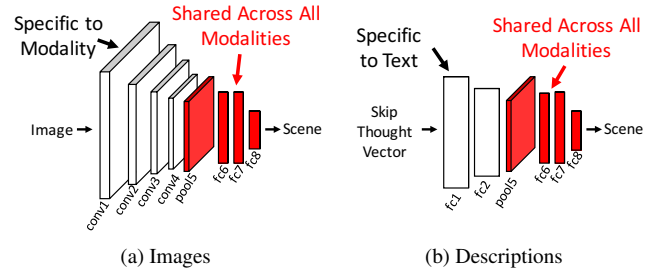 Specific to
Modality
Shared Across All
Modalities
Image
Scene
conv1
conv2
conv3
conv4
pool5
fc6
fc7
fc8
(a) Images
Specific
to Text
Shared Across All
Modalities
Skip
Thought
Vector
Scene
fc1
fc2
pool5
fc6
fc7
fc8
(b) Descriptions